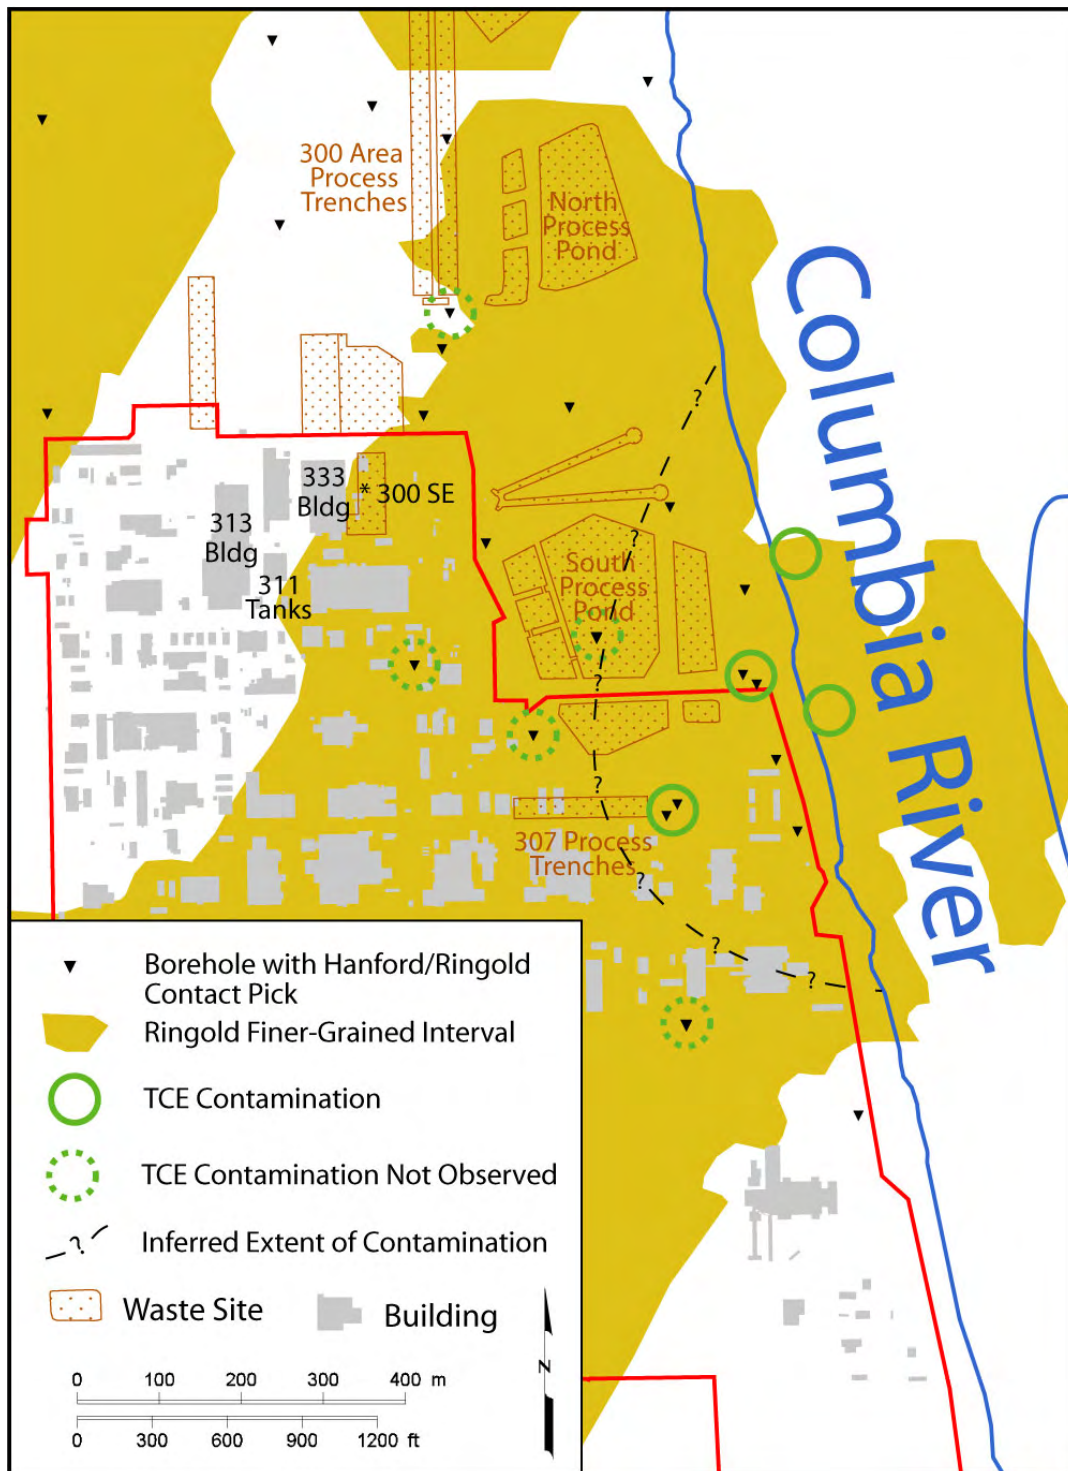 300 Area
Process
Trenches
North
Process
Pond
Columbia River
?
333
Bldg
* 300 SE
313
Bldg
?
South
Process
Pond
311
Tanks
?
?
307 Process
Trenches
?
?
?
Borehole with Hanford/Ringold
Contact Pick
Ringold Finer-Grained Interval
TCE Contamination
TCE Contamination Not Observed
?
Inferred Extent of Contamination
Waste Site
Building
N
0 100 200 300 400 m
0 300 600 900 1200 ft